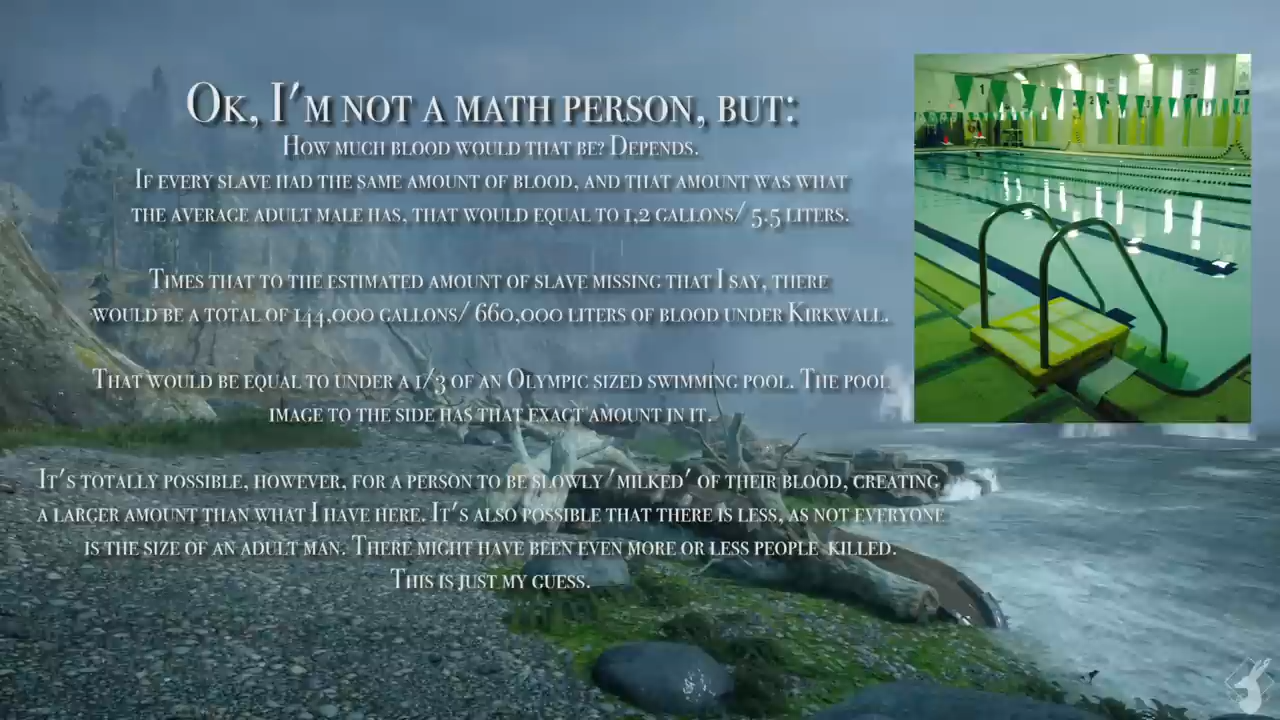 Ok, I'm not a math person, but:
How much blood would that be? Depends.
If every slave had the same amount of blood, and that amount was what
the average adult male has, that would equal to 1,2 gallons/ 5.5 liters.
Times that to the estimated amount of slave missing that I say, there
would be a total of 144,000 gallons/ 660,000 liters of blood under Kirkwall.
That would be equal to under a 1/3 of an Olympic sized swimming pool. The pool
image to the side has that exact amount in it.
It's totally possible, however, for a person to be slowly 'milked' of their blood, creating
a larger amount than what I have here. It's also possible that there is less, as not everyone
is the size of an adult man. There might have been even more or less people killed.
This is just my guess.
1
2